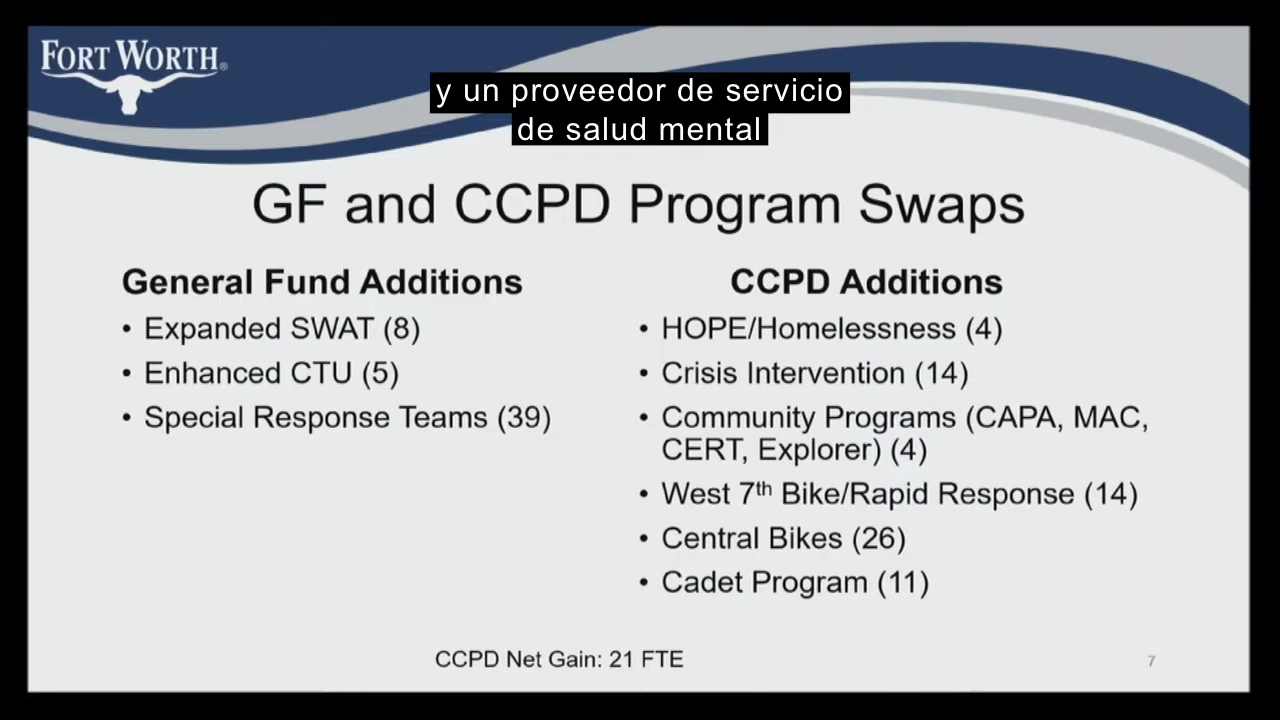 FORT WORTH®
y un proveedor de servicio
de salud mental
GF and CCPD Program Swaps
General Fund Additions
• Expanded SWAT (8)
• Enhanced CTU (5)
• Special Response Teams (39)
CCPD Additions
• HOPE/Homelessness (4)
• Crisis Intervention (14)
• Community Programs (CAPA, MAC,
CERT, Explorer) (4)
• West 7th Bike/Rapid Response (14)
• Central Bikes (26)
• Cadet Program (11)
CCPD Net Gain: 21 FTE
7